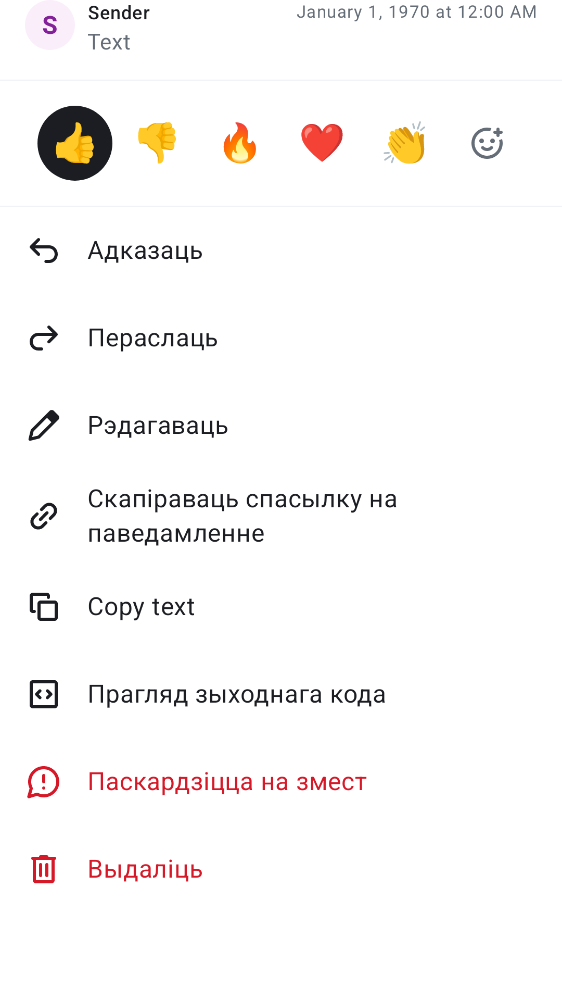 S
Sender
January 1, 1970 at 12:00 AM
Text
Адказаць
Пераслаць
Рэдагаваць
Скапіраваць спасылку на
паведамленне
Copy text
Прагляд зыходнага кода
Паскардзіцца на змест
Выдаліць